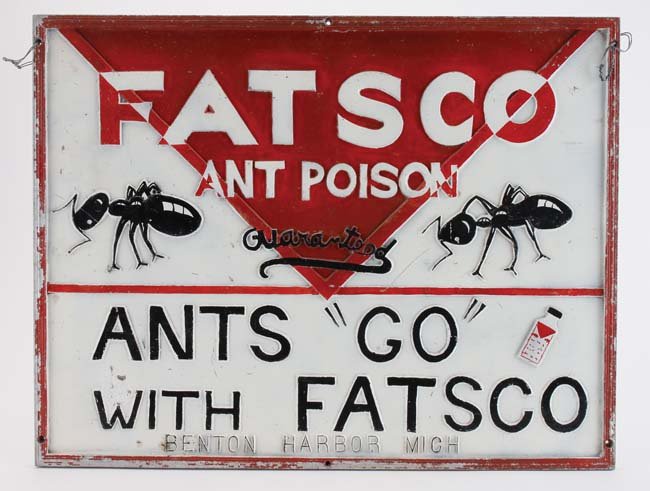 FATSCO
ANT POISON
Guaranteed
ANTS "GO"
WITH FATSCO
BENTON HARBOR MICH